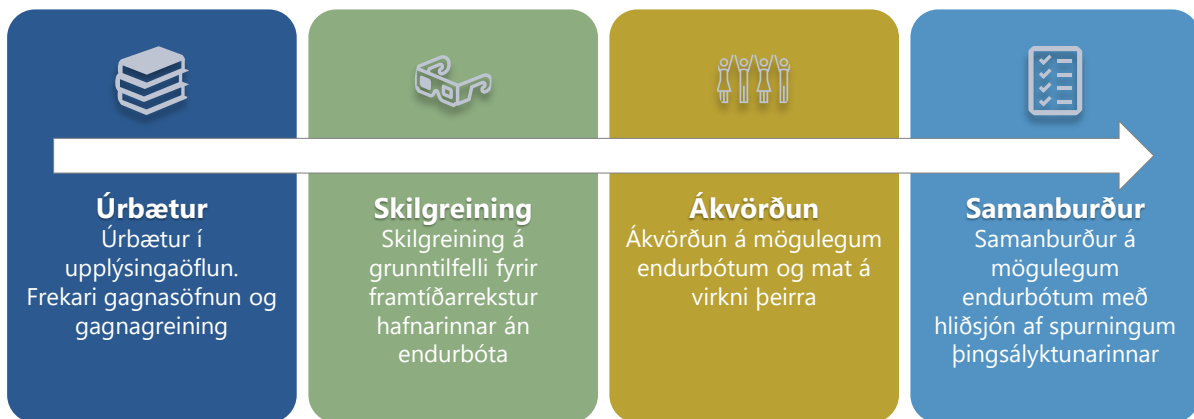 Úrbætur
Úrbætur í
upplýsingaöflun.
Frekari gagnasöfnun og
gagnagreining
Skilgreining
Skilgreining á
grunntilfelli fyrir
framtíðarrekstur
hafnarinnar án
endurbóta
Ákvörðun
Ákvörðun á mögulegum
endurbótum og mat á
virkni þeirra
Samanburður
Samanburður á
mögulegum
endurbótum með
hliðsjón af spurningum
þingsályktunarinnar